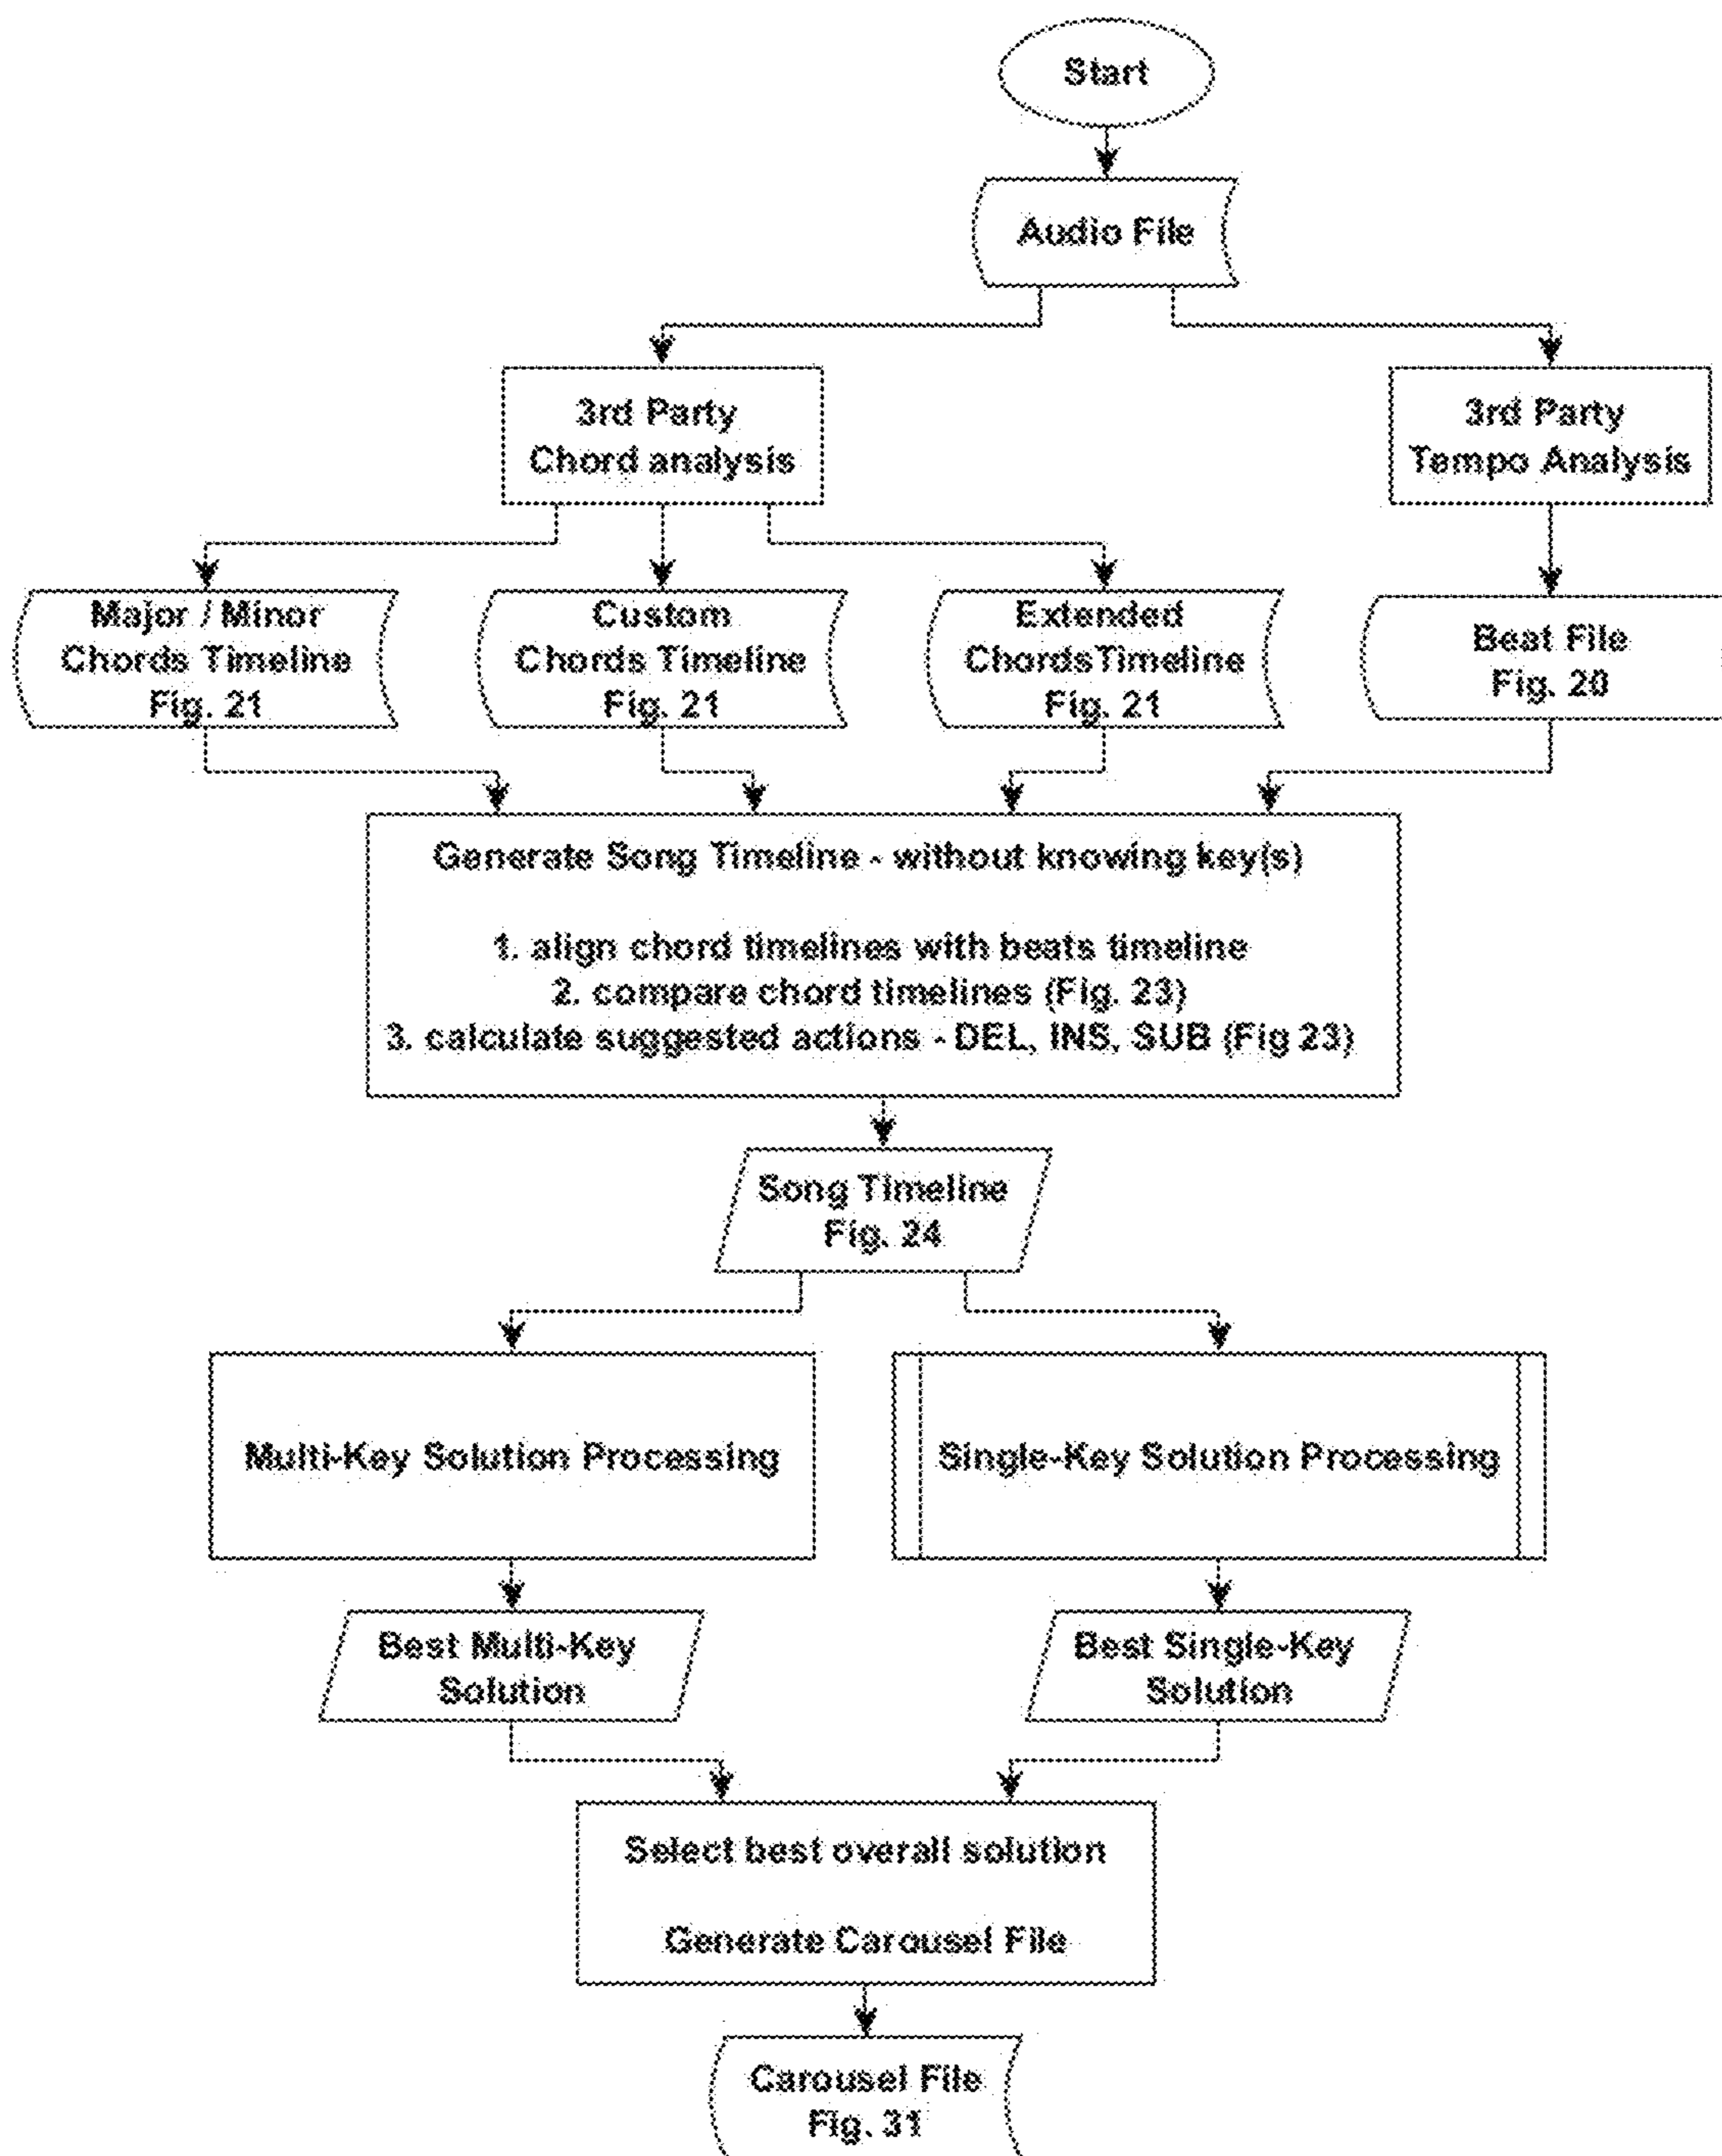 Start
Audio File
3rd Party
Chord analysis
3rd Party
Tempo Analysis
Major / Minor
Chords Timeline
Fig. 21
Custom
Chords Timeline
Fig. 21
Extended
ChordsTimeline
Fig. 21
Beat File
Fig. 20
Generate Song Timeline - without knowing key(s)
1. align chord timelines with beats timeline
2. compare chord timelines (Fig. 23)
3. calculate suggested actions - DEL, INS, SUB (Fig 23)
Song Timeline
Fig. 24
Multi-Key Solution Processing
Single-Key Solution Processing
Best Multi-Key
Solution
Best Single-Key
Solution
Select best overall solution
Generate Carousel File
Carousel File
Fig. 31